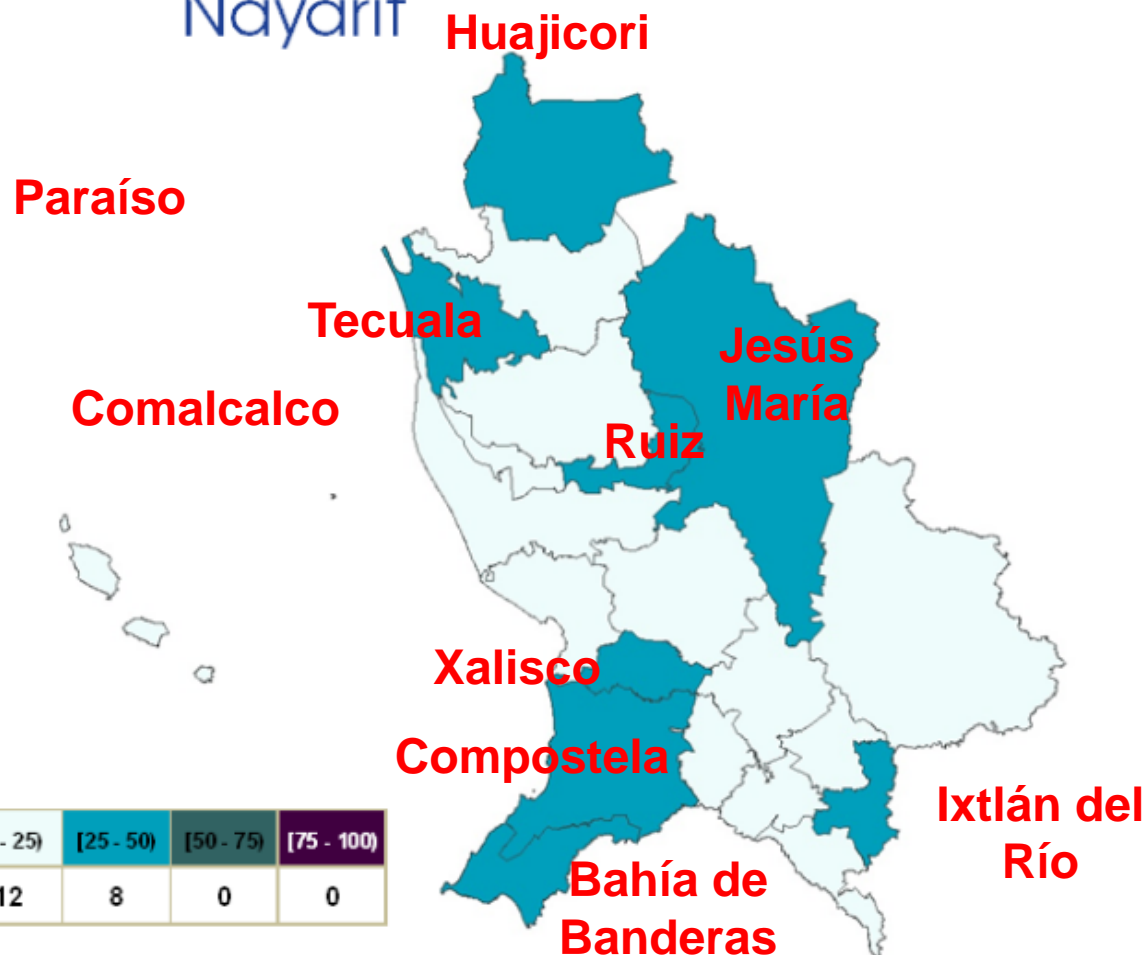 Nayarit
Huajicori
Paraíso
Tecuala
Jesús
María
Comalcalco
Ruiz
Xalisco
Compostela
Ixtlán del
Río
Bahía de
Banderas
- 25) [25 - 50) [50 - 75) [75 - 100)
12 8 0 0